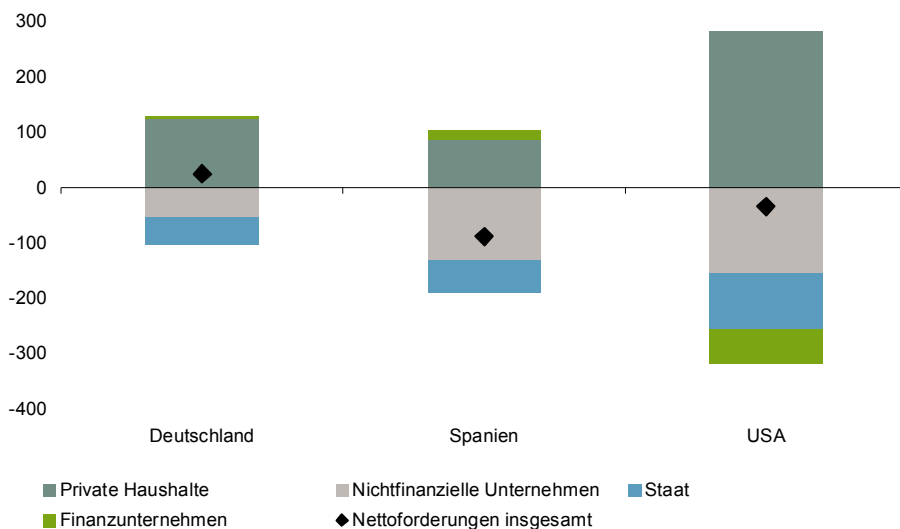 300
200
100
0
-100
-200
-300
-400
Deutschland Spanien USA
Private Haushalte Nichtfinanzielle Unternehmen Staat
Finanzunternehmen Nettoforderungen insgesamt